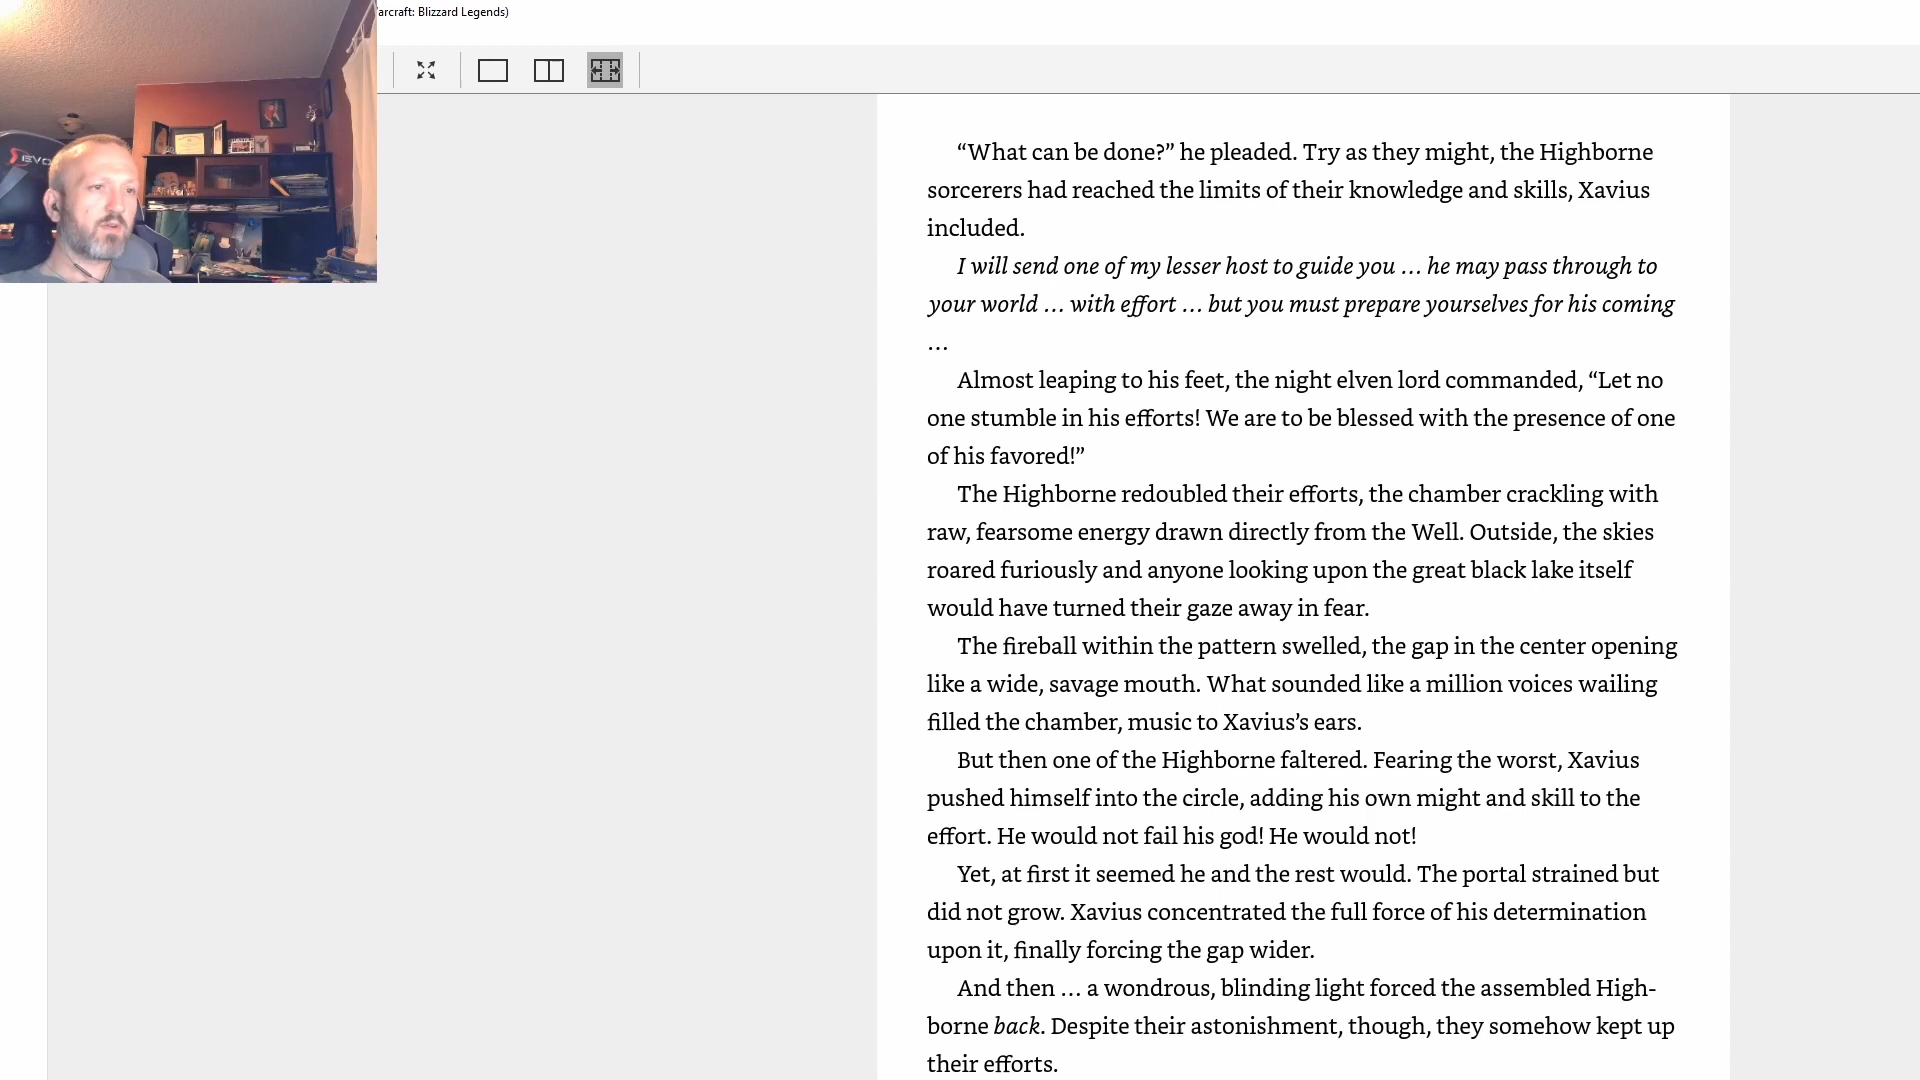 arcraft: Blizzard Legends)
EVO
“What can be done?” he pleaded. Try as they might, the Highborne
sorcerers had reached the limits of their knowledge and skills, Xavius
included.
I will send one of my lesser host to guide you … he may pass through to
your world … with effort … but you must prepare yourselves for his coming
…
Almost leaping to his feet, the night elven lord commanded, “Let no
one stumble in his efforts! We are to be blessed with the presence of one
of his favored!”
The Highborne redoubled their efforts, the chamber crackling with
raw, fearsome energy drawn directly from the Well. Outside, the skies
roared furiously and anyone looking upon the great black lake itself
would have turned their gaze away in fear.
The fireball within the pattern swelled, the gap in the center opening
like a wide, savage mouth. What sounded like a million voices wailing
filled the chamber, music to Xavius’s ears.
But then one of the Highborne faltered. Fearing the worst, Xavius
pushed himself into the circle, adding his own might and skill to the
effort. He would not fail his god! He would not!
Yet, at first it seemed he and the rest would. The portal strained but
did not grow. Xavius concentrated the full force of his determination
upon it, finally forcing the gap wider.
And then … a wondrous, blinding light forced the assembled High-
borne back. Despite their astonishment, though, they somehow kept up
their efforts.